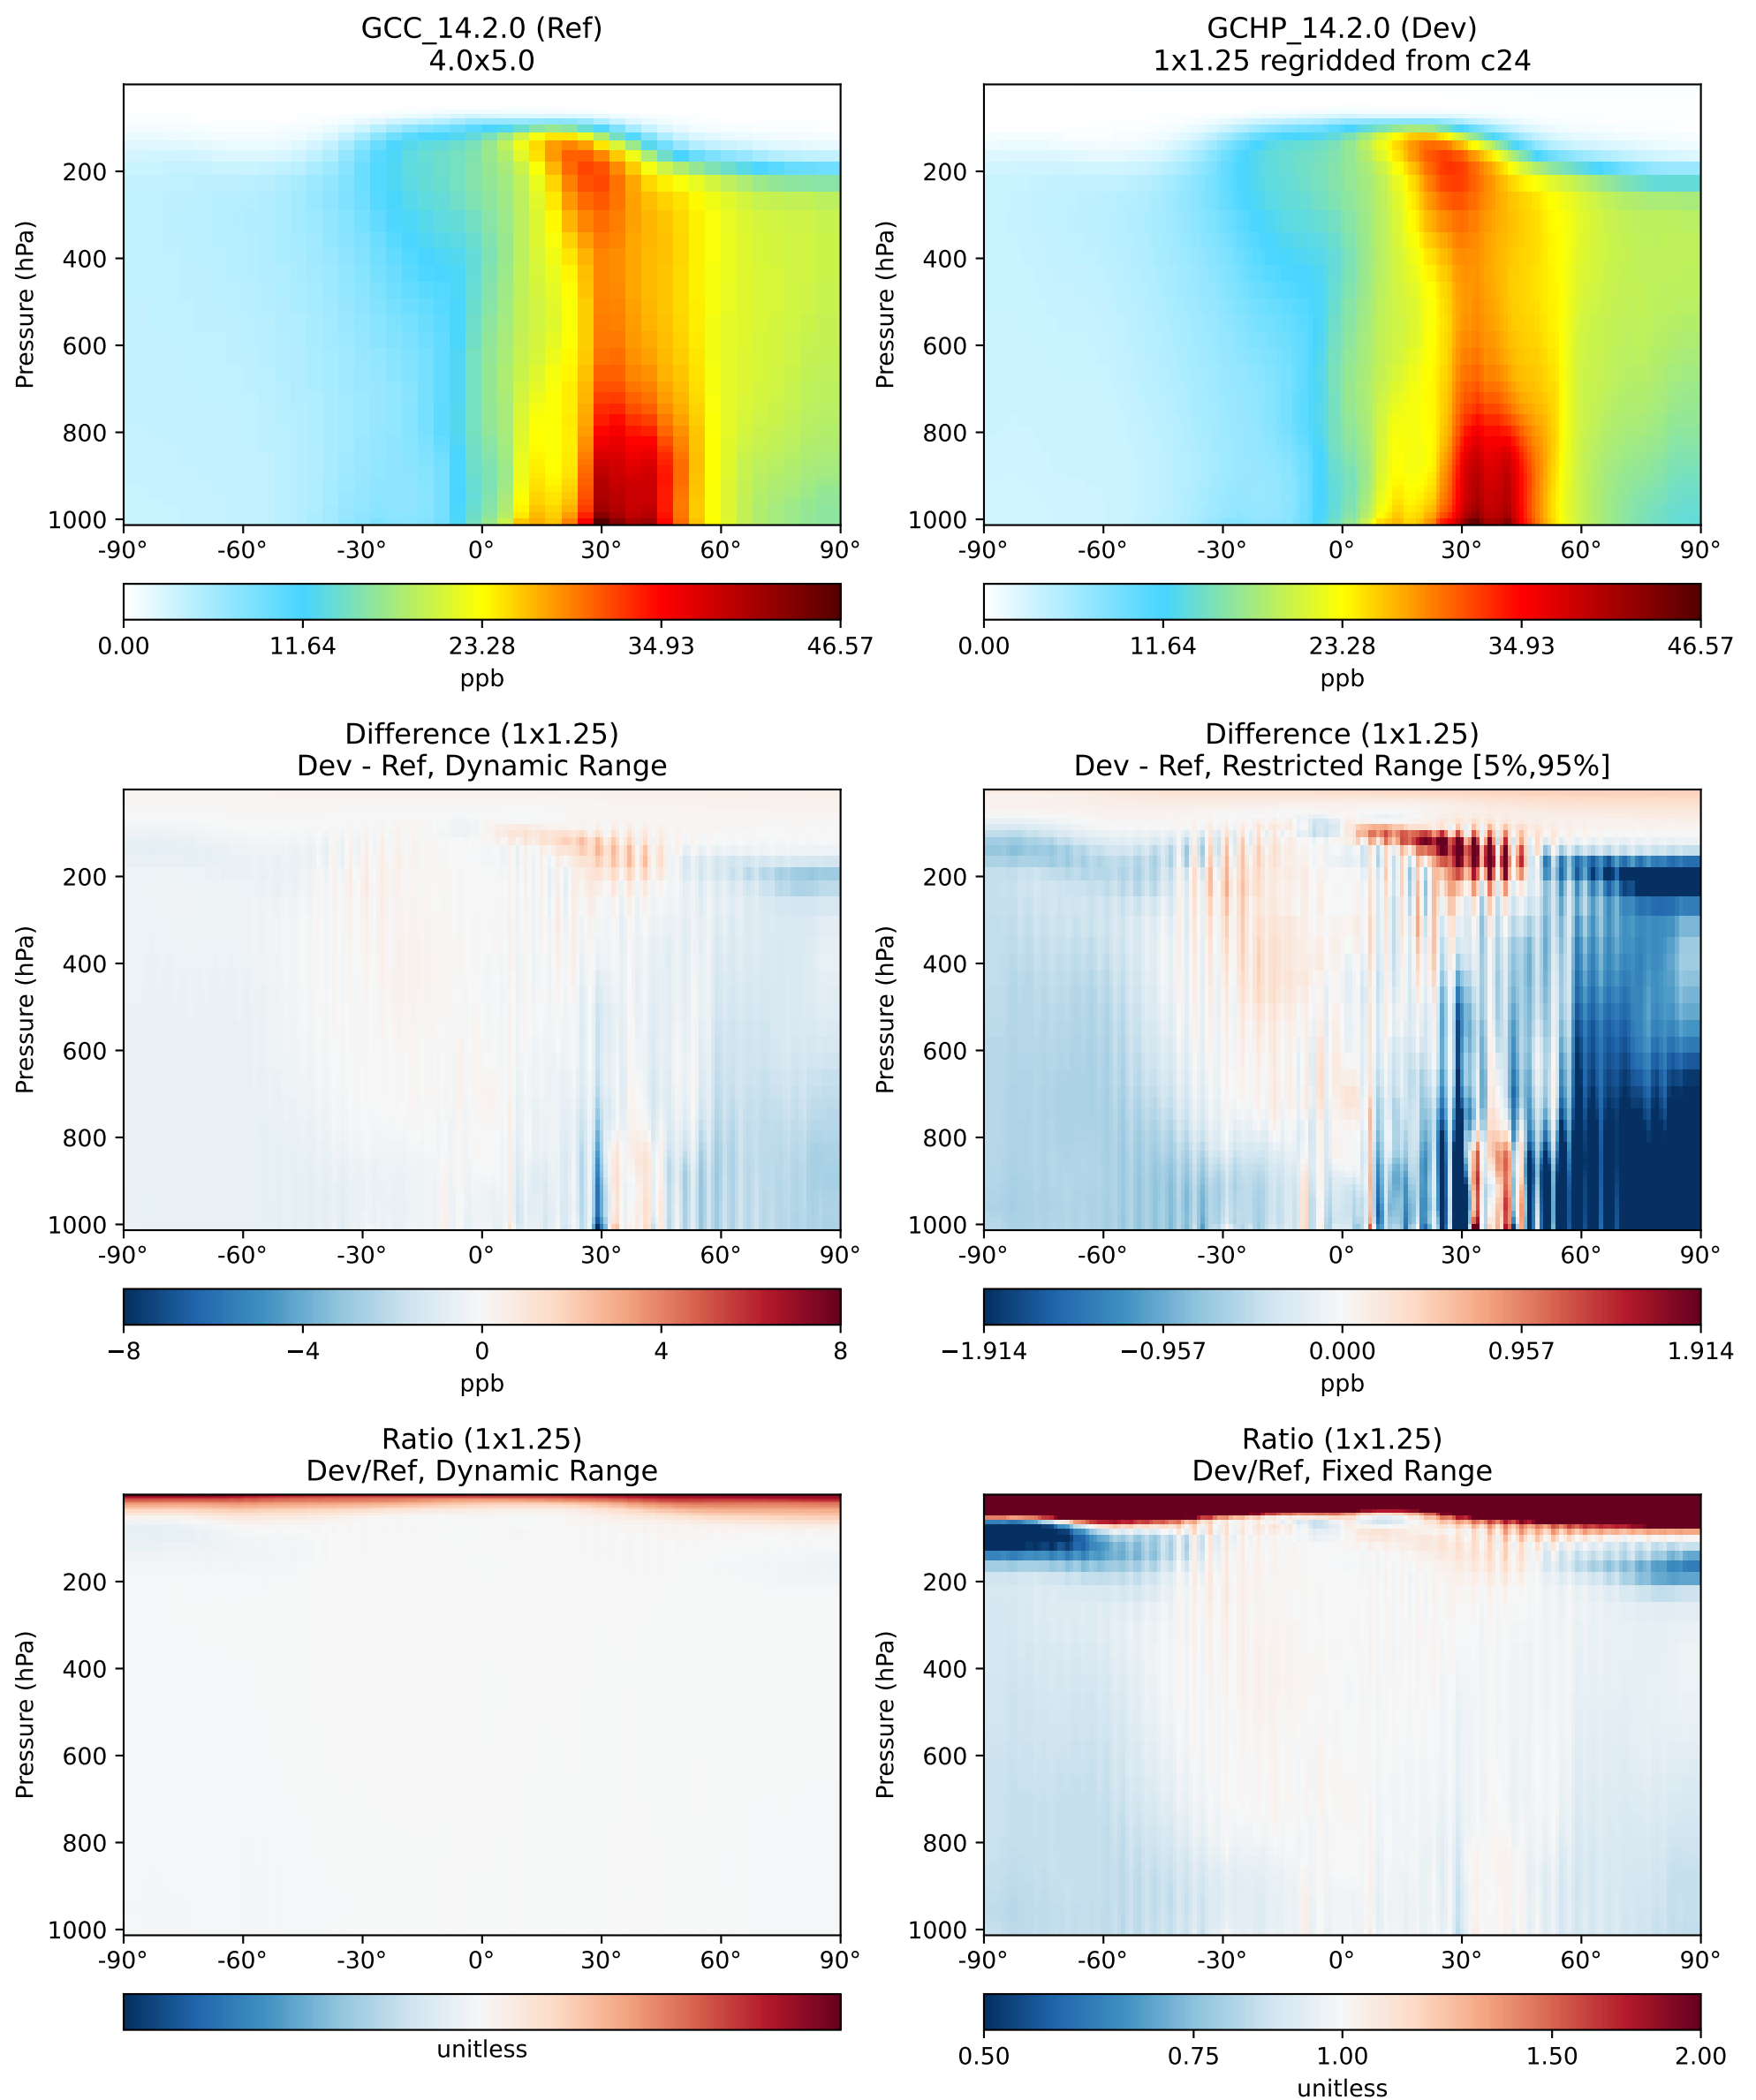 GCC_14.2.0 (Ref)
4.0x5.0
Pressure (hPa)
200
400
600
800
1000
-90° -60° -30° 0° 30° 60° 90°
0.00 11.64 23.28 34.93 46.57
ppb
GCHP_14.2.0 (Dev)
1x1.25 regridded from c24
Pressure (hPa)
200
400
600
800
1000
-90° -60° -30° 0° 30° 60° 90°
0.00 11.64 23.28 34.93 46.57
ppb
Difference (1x1.25)
Dev - Ref, Dynamic Range
Pressure (hPa)
200
400
600
800
1000
-90° -60° -30° 0° 30° 60° 90°
−8 −4 0 4 8
ppb
Difference (1x1.25)
Dev - Ref, Restricted Range [5%,95%]
Pressure (hPa)
200
400
600
800
1000
-90° -60° -30° 0° 30° 60° 90°
−1.914 −0.957 0.000 0.957 1.914
ppb
Ratio (1x1.25)
Dev/Ref, Dynamic Range
Pressure (hPa)
200
400
600
800
1000
-90° -60° -30° 0° 30° 60° 90°
unitless
Ratio (1x1.25)
Dev/Ref, Fixed Range
Pressure (hPa)
200
400
600
800
1000
-90° -60° -30° 0° 30° 60° 90°
0.50 0.75 1.00 1.50 2.00
unitless